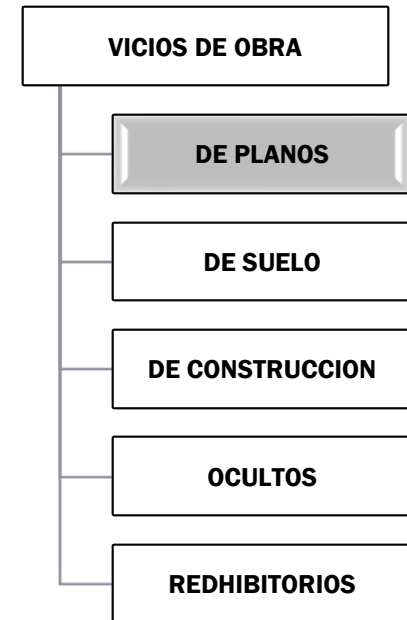 VICIOS DE OBRA
DE PLANOS
DE SUELO
DE CONSTRUCCION
OCULTOS
REDHIBITORIOS